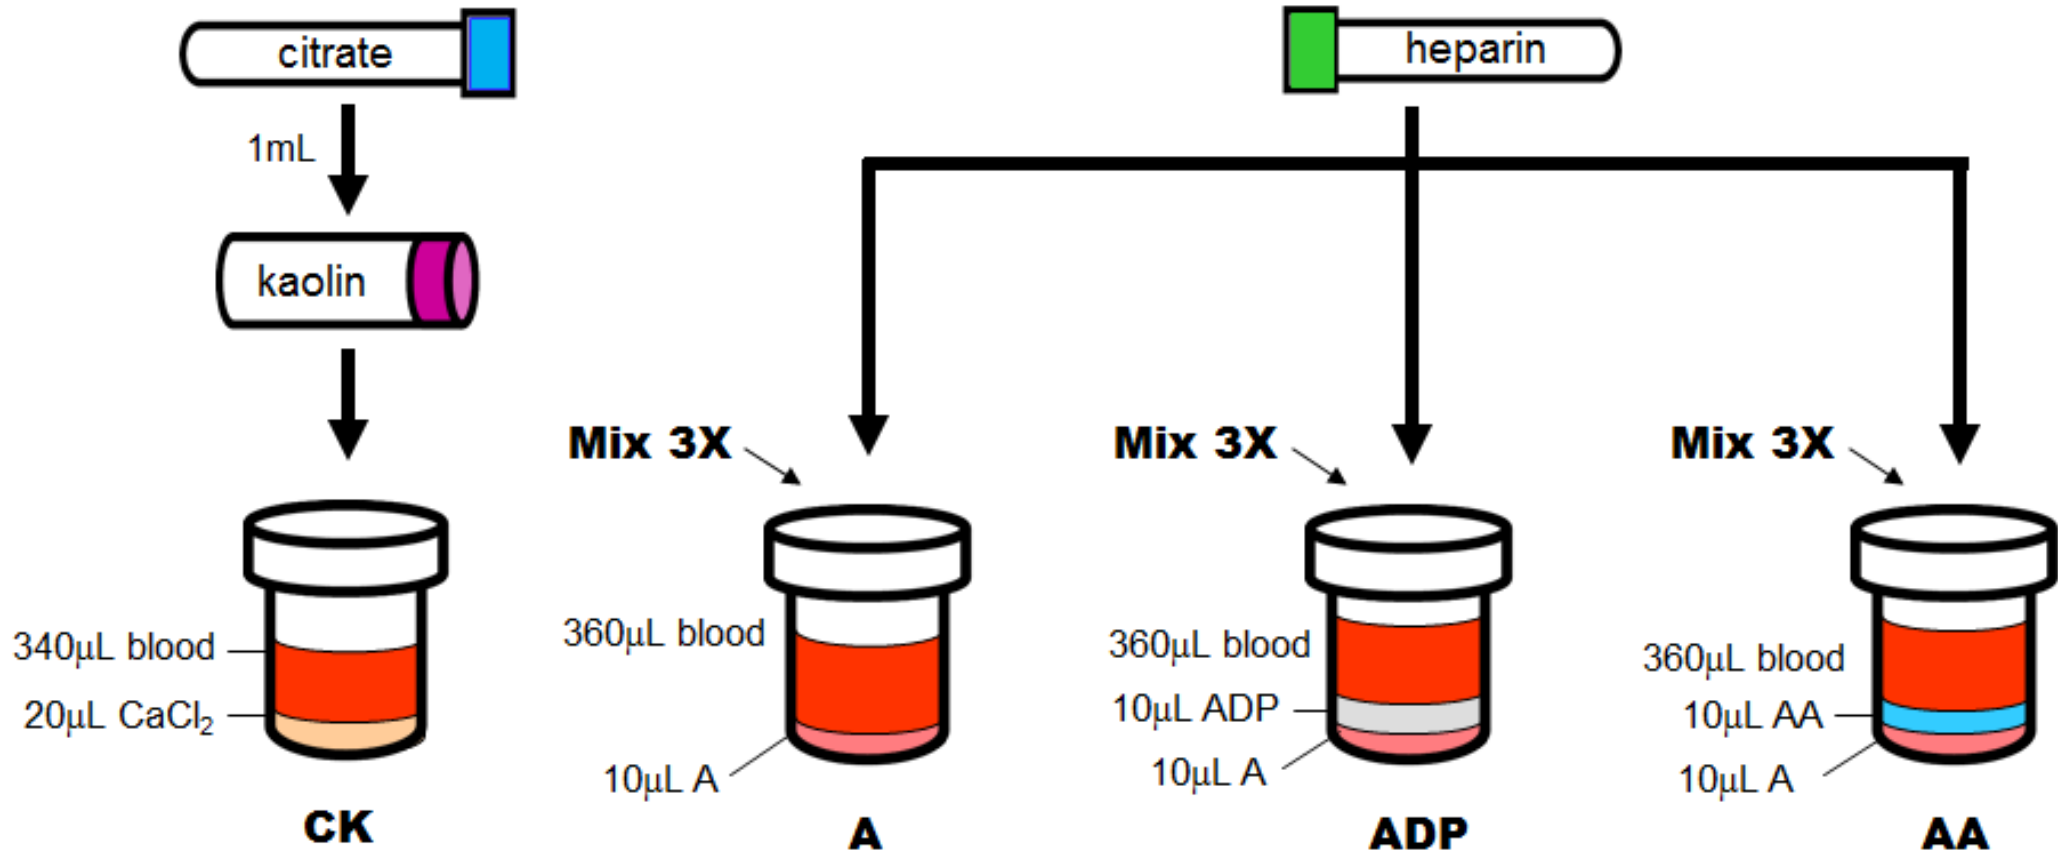 citrate
heparin
1mL
kaolin
Mix 3X
Mix 3X
Mix 3X
340µL blood
20µL CaCl₂
CK
360µL blood
10µL A
A
360µL blood
10µL ADP
10µL A
ADP
360µL blood
10µL AA
10µL A
AA